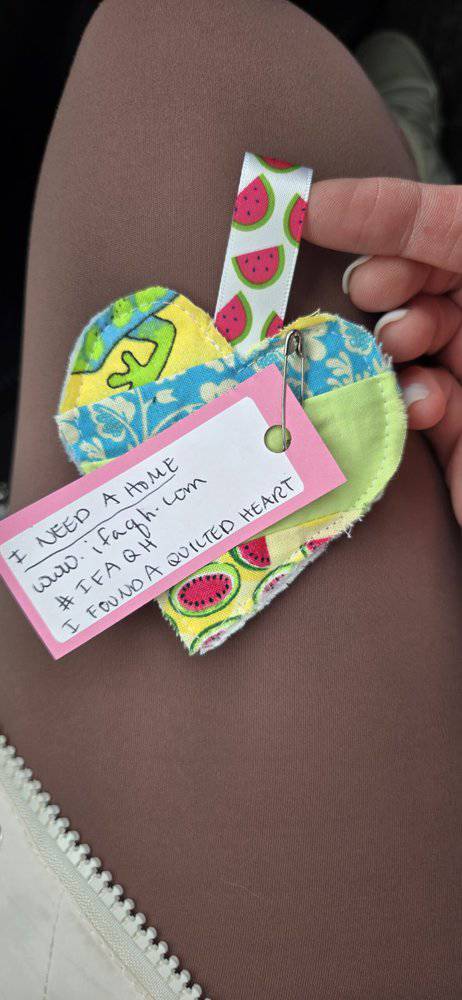 I NEED A HOME
www.ifaqh.com
# IFAQH
I FOUND A QUILTED HEART